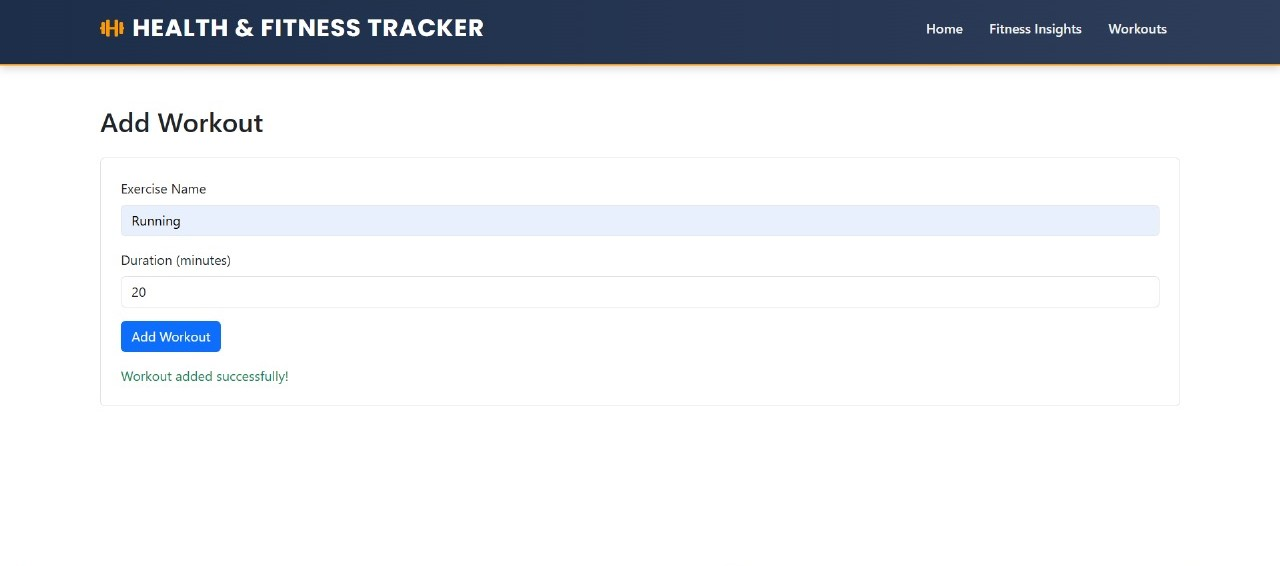 HEALTH & FITNESS TRACKER
Home Fitness Insights Workouts
Add Workout
Exercise Name
Running
Duration (minutes)
20
Add Workout
Workout added successfully!